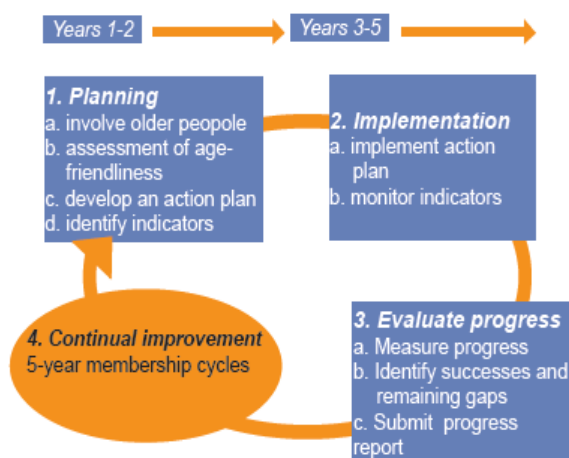 Years 1-2
Years 3-5
1. Planning
a. involve older peopole
b. assessment of age-
friendliness
c. develop an action plan
d. identify indicators
2. Implementation
a. implement action
plan
b. monitor indicators
3. Evaluate progress
a. Measure progress
b. Identify successes and
remaining gaps
c. Submit progress
report
4. Continual improvement
5-year membership cycles